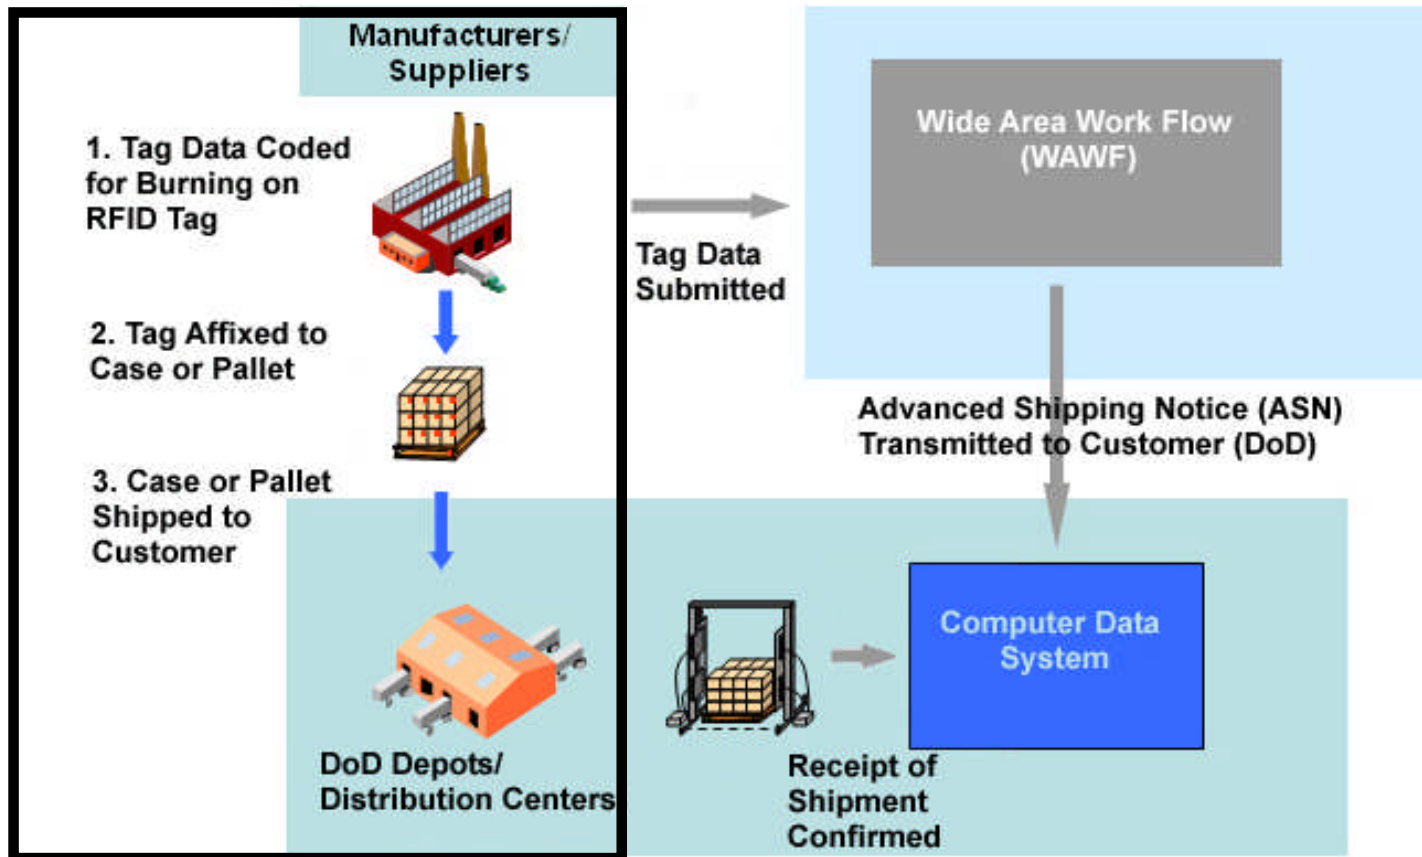 Manufacturers/
Suppliers
1. Tag Data Coded
for Burning on
RFID Tag
2. Tag Affixed to
Case or Pallet
3. Case or Pallet
Shipped to
Customer
DoD Depots/
Distribution Centers
Tag Data
Submitted
Wide Area Work Flow
(WAWF)
Advanced Shipping Notice (ASN)
Transmitted to Customer (DoD)
Computer Data
System
Receipt of
Shipment
Confirmed